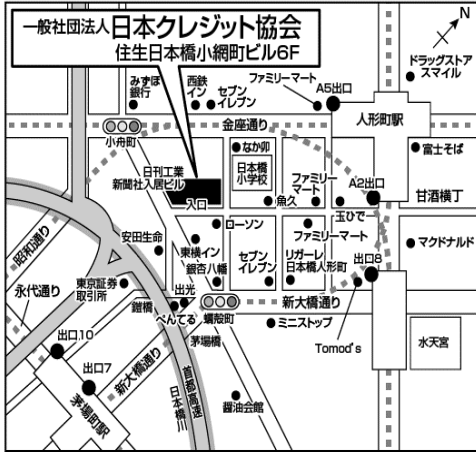 一般社団法人日本クレジット協会
住生日本橋小網町ビル6F
N
ドラッグストア
スマイル
みずほ
銀行
西鉄
イン
セブン
イレブン
ファミリーマート
A5出口
金座通り
人形町駅
小舟町
なか卯
富士そば
日刊工業
新聞社入居ビル
日本橋
小学校
ファミリー
マート
A2出口
甘酒横丁
入口
魚久
玉ひで
ローソン
ファミリーマート
昭和通り
安田生命
東横イン
セブン
イレブン
リガーレ
日本橋人形町
マクドナルド
銀杏八幡
出口8
永代通り
東京証券
取引所
出光
新大橋通り
鎧橋
ぺんてる
蠣殻町
ミニストップ
Tomod's
水天宮
出口10
茅場橋
新大橋通り
出口7
首都高速
日本橋川
醤油会館
茅場町駅